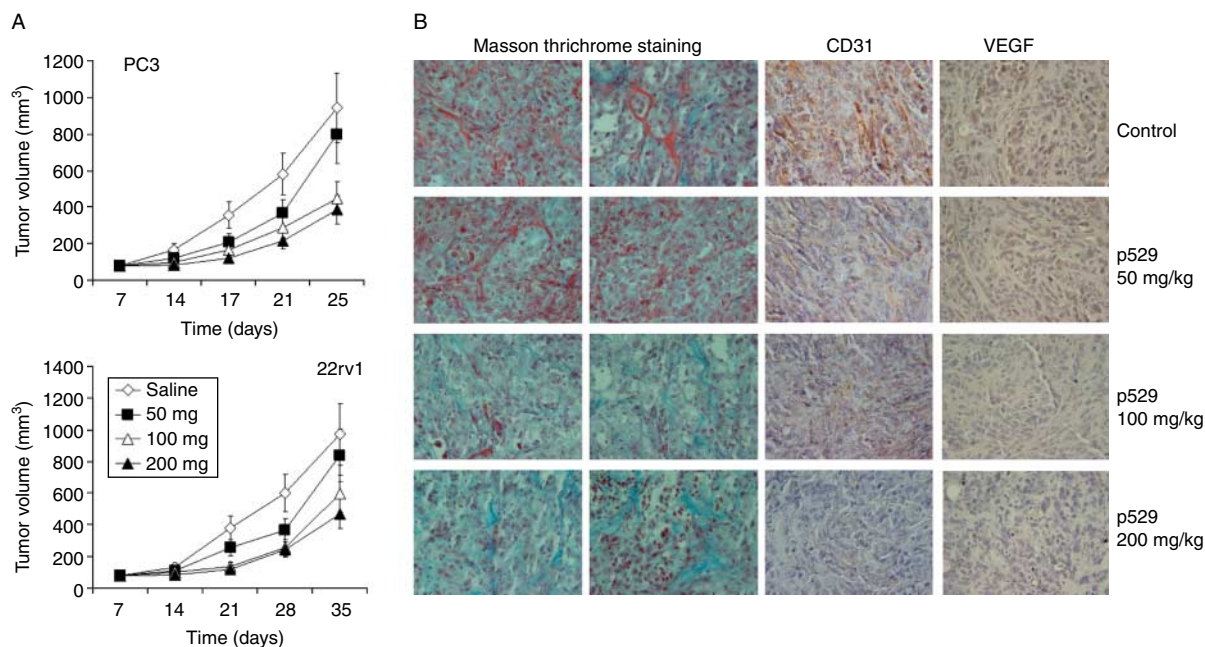 A
PC3
Tumor volume (mm³)
1200
1000
800
600
400
200
0
7 14 17 21 25
Time (days)
22rv1
Tumor volume (mm³)
1400
1200
1000
800
600
400
200
0
Saline
50 mg
100 mg
200 mg
7 14 21 28 35
Time (days)
B
Masson thrichrome staining CD31 VEGF
Control
p529
50 mg/kg
p529
100 mg/kg
p529
200 mg/kg